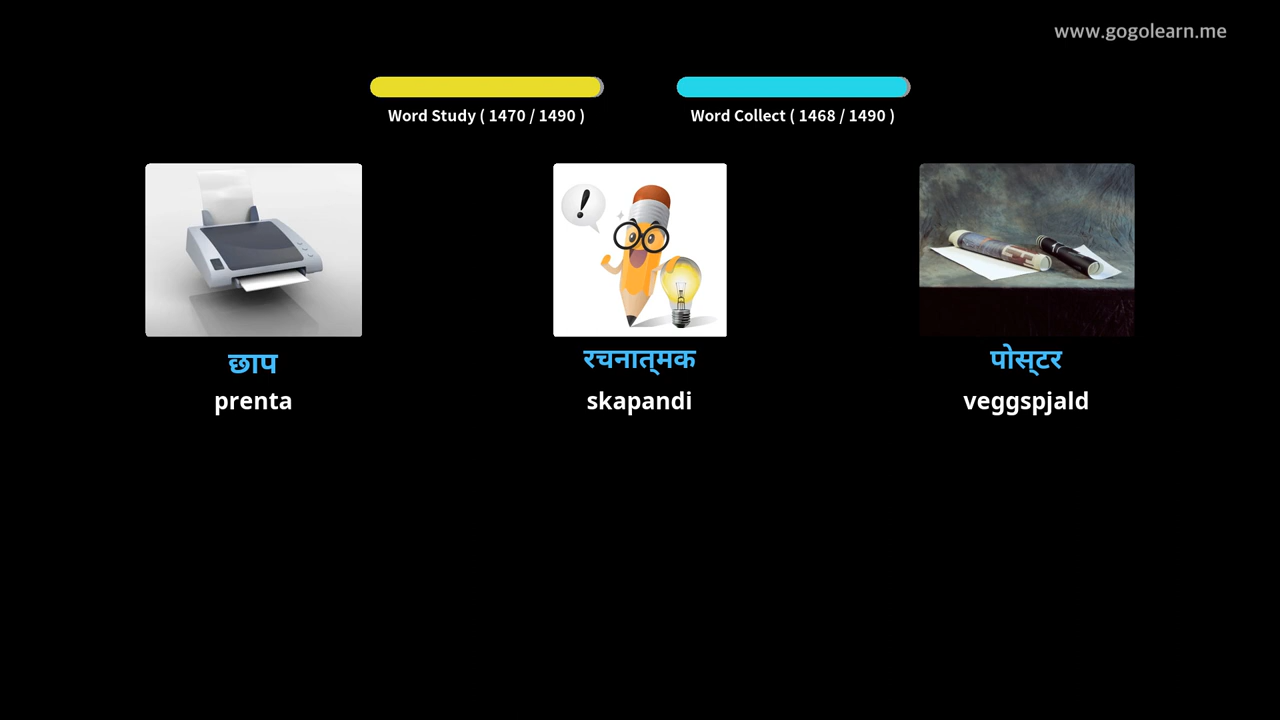 www.gogolearn.me
Word Study ( 1470 / 1490 )
Word Collect ( 1468 / 1490 )
!
छाप
रचनात्‌मक
पोस्‌टर
prenta
skapandi
veggspjald